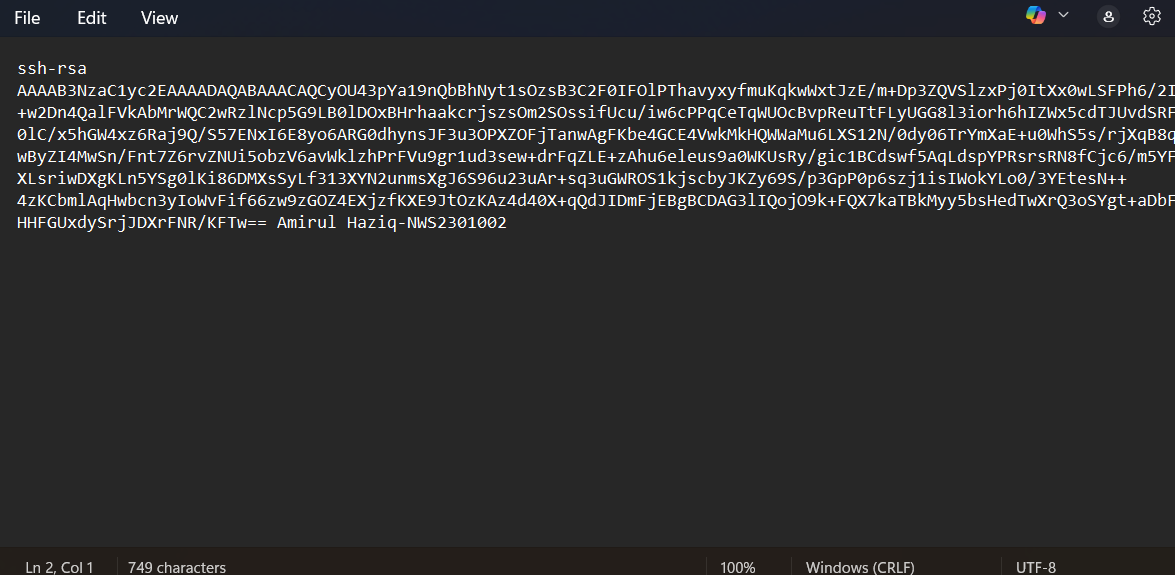 File Edit View
ssh-rsa
AAAAB3NzaC1yc2EAAAADAQABAAACAQCyOU43pYa19nQbBhNyt1sOzsB3C2F0IFOlPThavyxyfmuKqkwWxtJzE/m+Dp3ZQVSlzxPj0ItXx0wLSFPh6/2I
+w2Dn4QalFVkAbMrWQC2wRzlNcp5G9LB0lDOxBHrhaakcrjszsOm2SOssifUcu/iw6cPPqCeTqWUOcBvpReuTtFLyUGG8l3iorh6hIZWx5cdTJUvdSRF
0lC/x5hGW4xz6Raj9Q/S57ENxI6E8yo6ARG0dhynsJF3u3OPXZOFjTanwAgFKbe4GCE4VwkMkHQWWaMu6LXS12N/0dy06TrYmXaE+u0WhS5s/rjXqB8q
wByZI4MwSn/Fnt7Z6rvZNUi5obzV6avWklzhPrFVu9gr1ud3sew+drFqZLE+zAhu6eleus9a0WKUsRy/gic1BCdswf5AqLdspYPRsrsRN8fCjc6/m5YF
XLsriwDXgKLn5YSg0lKi86DMXsSyLf313XYN2unmsXgJ6S96u23uAr+sq3uGWROS1kjscbyJKZy69S/p3GpP0p6szj1isIWokYLo0/3YEtesN++
4zKCbmlAqHwbcn3yIoWvFif66zw9zGOZ4EXjzfKXE9JtOzKAz4d40X+qQdJIDmFjEBgBCDAG3lIQojO9k+FQX7kaTBkMyy5bsHedTwXrQ3oSYgt+aDbF
HHFGUxdySrjJDXrFNR/KFTw== Amirul Haziq-NWS2301002
Ln 2, Col 1 749 characters 100% Windows (CRLF) UTF-8